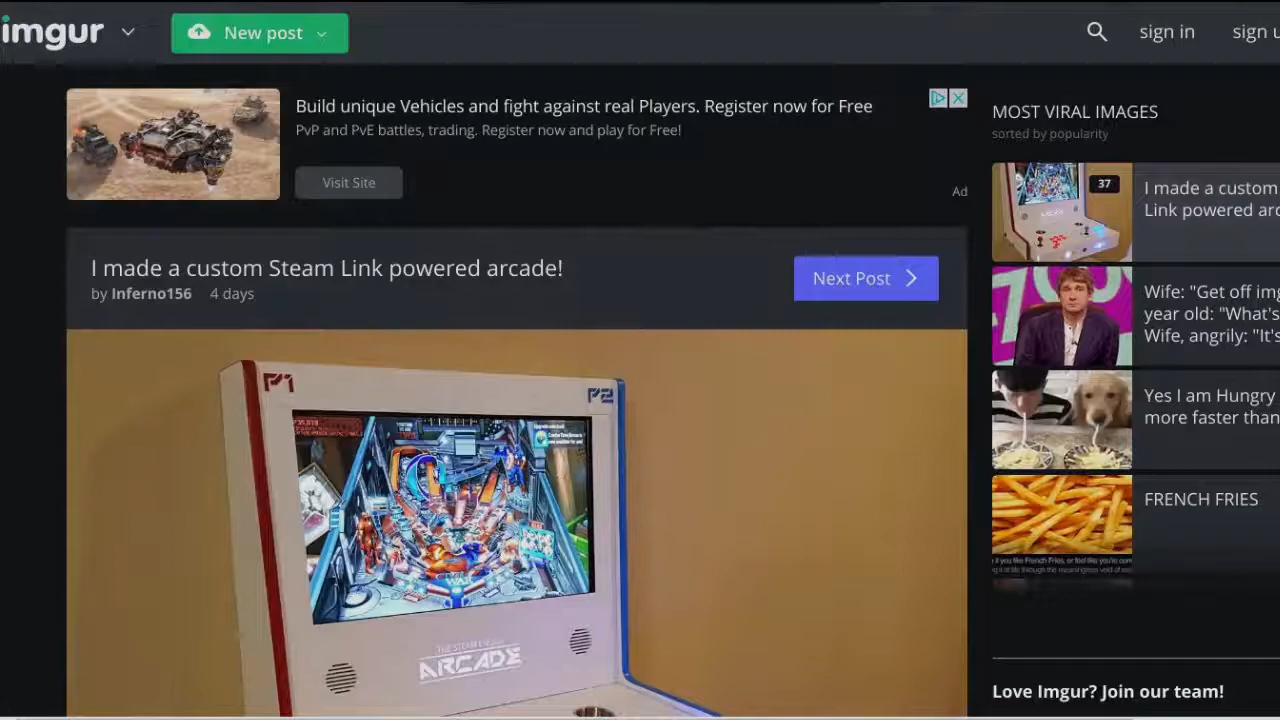 imgur
New post
sign in
sign u
Build unique Vehicles and fight against real Players. Register now for Free
PvP and PvE battles, trading. Register now and play for Free!
Visit Site
Ad
I made a custom Steam Link powered arcade!
by Inferno156 4 days
Next Post
P1
P2
ARCADE
MOST VIRAL IMAGES
sorted by popularity
37
I made a custom
Link powered arc
Wife: "Get off img
year old: "What's
Wife, angrily: "It's
Yes I am Hungry
more faster than
FRENCH FRIES
Love Imgur? Join our team!